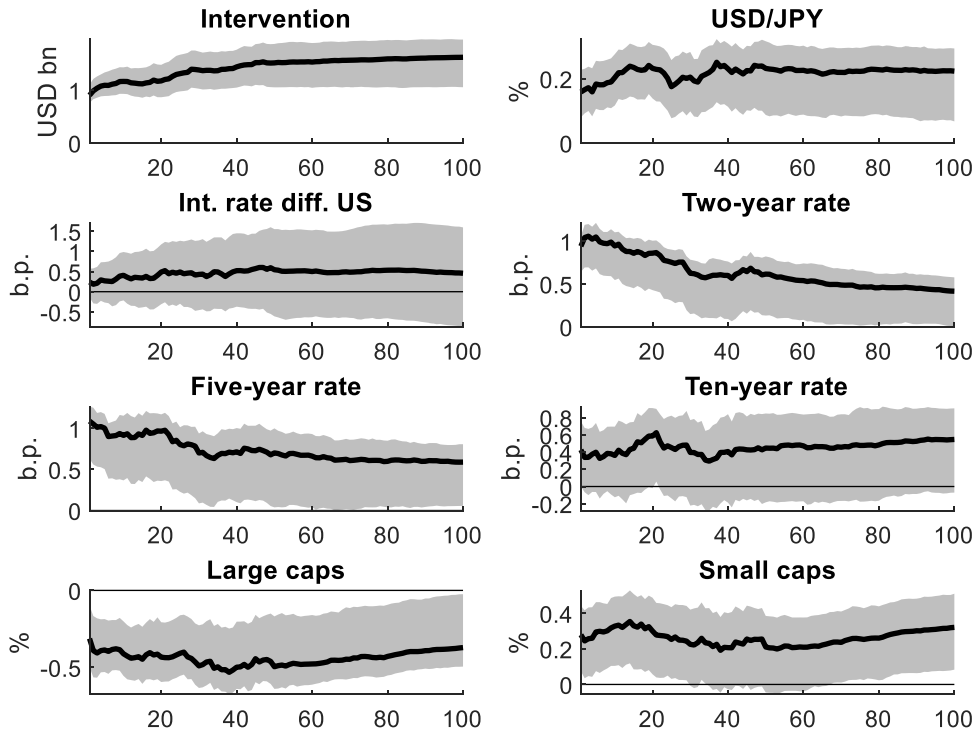 Intervention
USD bn
1
0
20 40 60 80 100
USD/JPY
%
0.2
0
20 40 60 80 100
Int. rate diff. US
b.p.
1.5
1
0.5
0
-0.5
20 40 60 80 100
Two-year rate
b.p.
1
0.5
0
20 40 60 80 100
Five-year rate
b.p.
1
0.5
0
20 40 60 80 100
Ten-year rate
b.p.
0.8
0.6
0.4
0.2
0
-0.2
20 40 60 80 100
Large caps
%
0
-0.5
20 40 60 80 100
Small caps
%
0.4
0.2
0
20 40 60 80 100